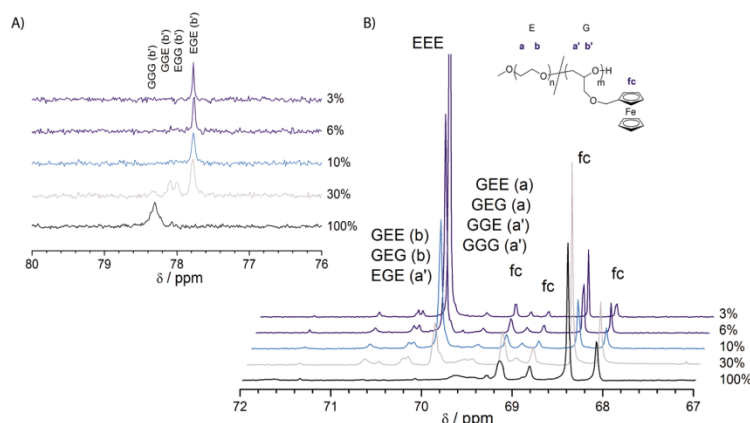 A)
GGG (b')
GGE (b')
EGG (b')
EGE (b')
3%
6%
10%
30%
100%
80 79 78 77 76
δ / ppm
B)
EEE
E G
a b a' b'
O O n O H m
fc
O
Fe
GEE (b)
GEG (b)
EGE (a')
GEE (a)
GEG (a)
GGE (a')
GGG (a')
fc
fc
fc
fc
3%
6%
10%
30%
100%
72 71 70 69 68 67
δ / ppm